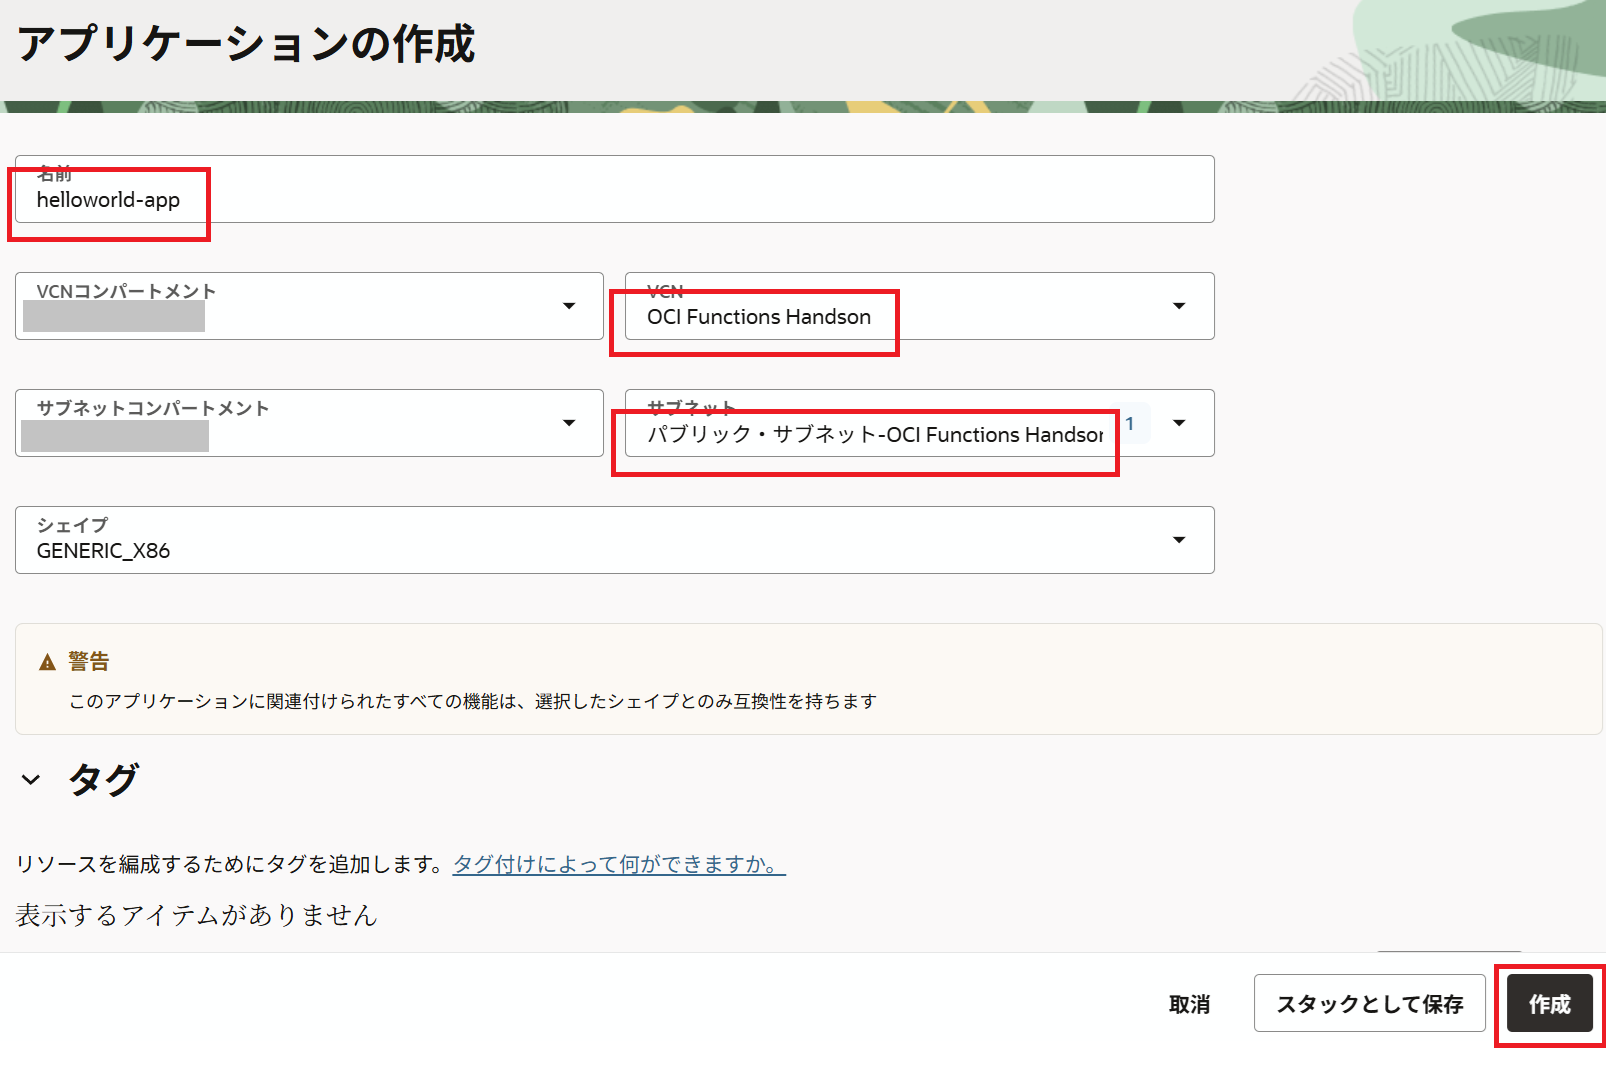 アプリケーションの作成
名前
helloworld-app
VCNコンパートメント
VCN
OCI Functions Handson
サブネットコンパートメント
サブネット
パブリック・サブネット-OCI Functions Handson
1
シェイプ
GENERIC_X86
警告
このアプリケーションに関連付けられたすべての機能は、選択したシェイプとのみ互換性を持ちます
タグ
リソースを編成するためにタグを追加します。タグ付けによって何ができますか。
表示するアイテムがありません
取消
スタックとして保存
作成